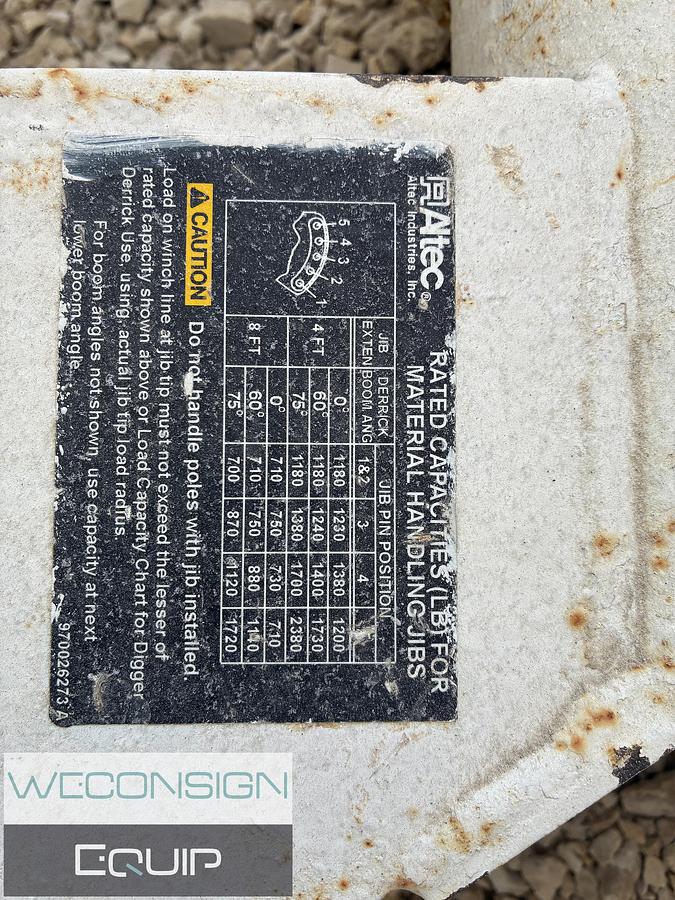 Altec®
Altec Industries, Inc.
RATED CAPACITIES (LB) FOR
MATERIAL HANDLING JIBS
5 4 3 2 1
JIB DERRICK JIB PIN POSITION
EXTEN BOOM ANG 1&2 3 4
4 FT 0° 1180 1230 1380 1200
60° 1180 1240 1400 1730
75° 1180 1380 1700 2380
8 FT 0° 710 750 730 710
60° 710 750 880 1140
75° 700 870 1120 1720
CAUTION Do not handle poles with jib installed.
Load on winch line at jib tip must not exceed the lesser of
rated capacity shown above or Load Capacity Chart for Digger
Derrick Use, using actual jib tip load radius.
For boom angles not shown, use capacity at next
lower boom angle.
970026273 A
WECONSIGN
EQUIP